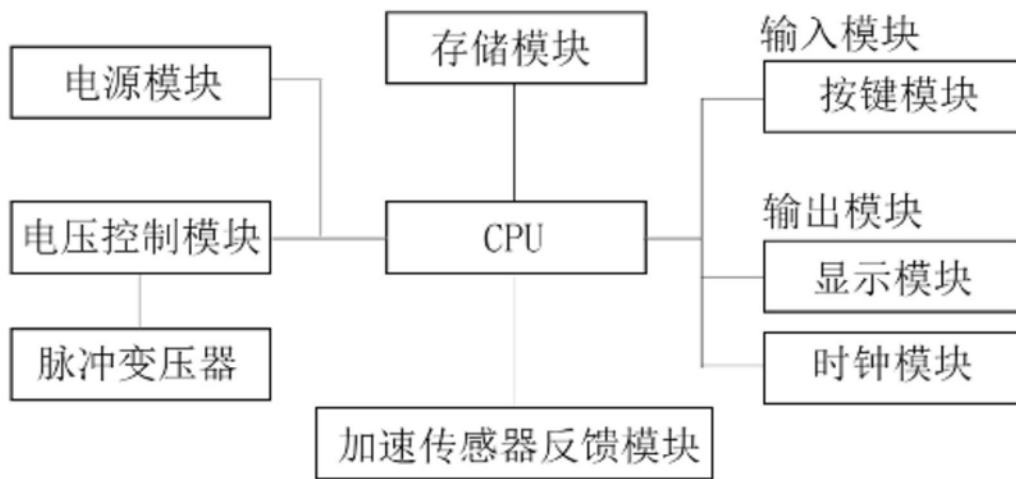 存储模块
输入模块
电源模块
按键模块
电压控制模块
CPU
输出模块
显示模块
脉冲变压器
时钟模块
加速传感器反馈模块